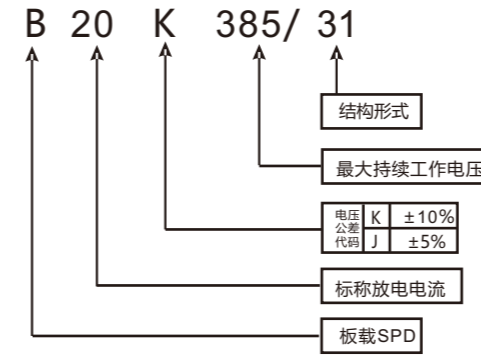 B 20 K 385/31
结构形式
最大持续工作电压
电压公差代码
K ±10%
J ±5%
标称放电电流
板载SPD